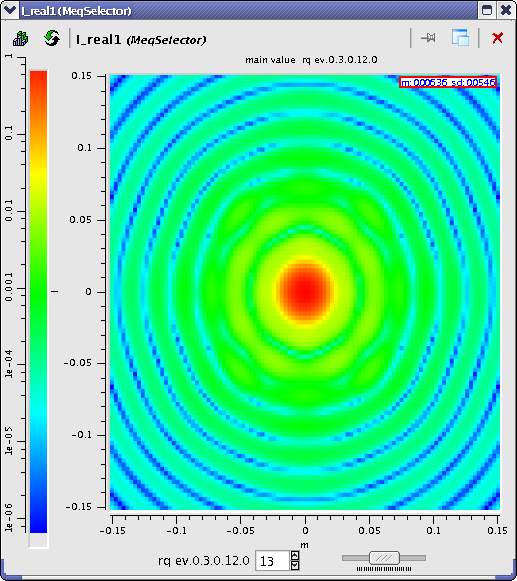 I_real1 (MeqSelector)
I_real1 (MeqSelector)
main value rq ev.0.3.0.12.0
m:.000536 sd:.00546
1
0.1
0.01
0.001
1e-04
1e-05
1e-06
0.15
0.1
0.05
0
-0.05
-0.1
-0.15
-0.15 -0.1 -0.05 0 0.05 0.1 0.15
m
rq ev.0.3.0.12.0 13